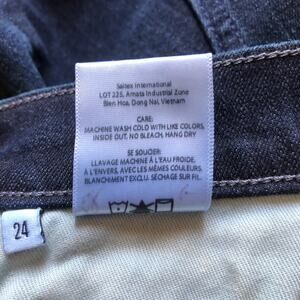 Saitex International
LOT 225, Amata Industrial Zone
Bien Hoa, Dong Nai, Vietnam
CARE:
MACHINE WASH COLD WITH LIKE COLORS,
INSIDE OUT, NO BLEACH, HANG DRY
SE SOUCIER:
LLAVAGE MACHINE À L'EAU FROIDE,
À L'ENVERS, AVEC LES MÊMES COULEURS,
BLANCHIMENT EXCLU. SÉCHAGE SUR FIL.
24